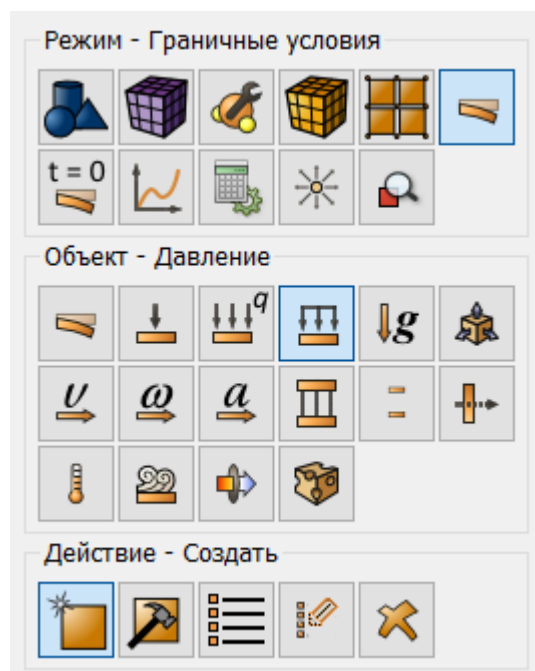 Режим - Граничные условия
t = 0
Объект - Давление
q
g
υ ω a
Действие - Создать